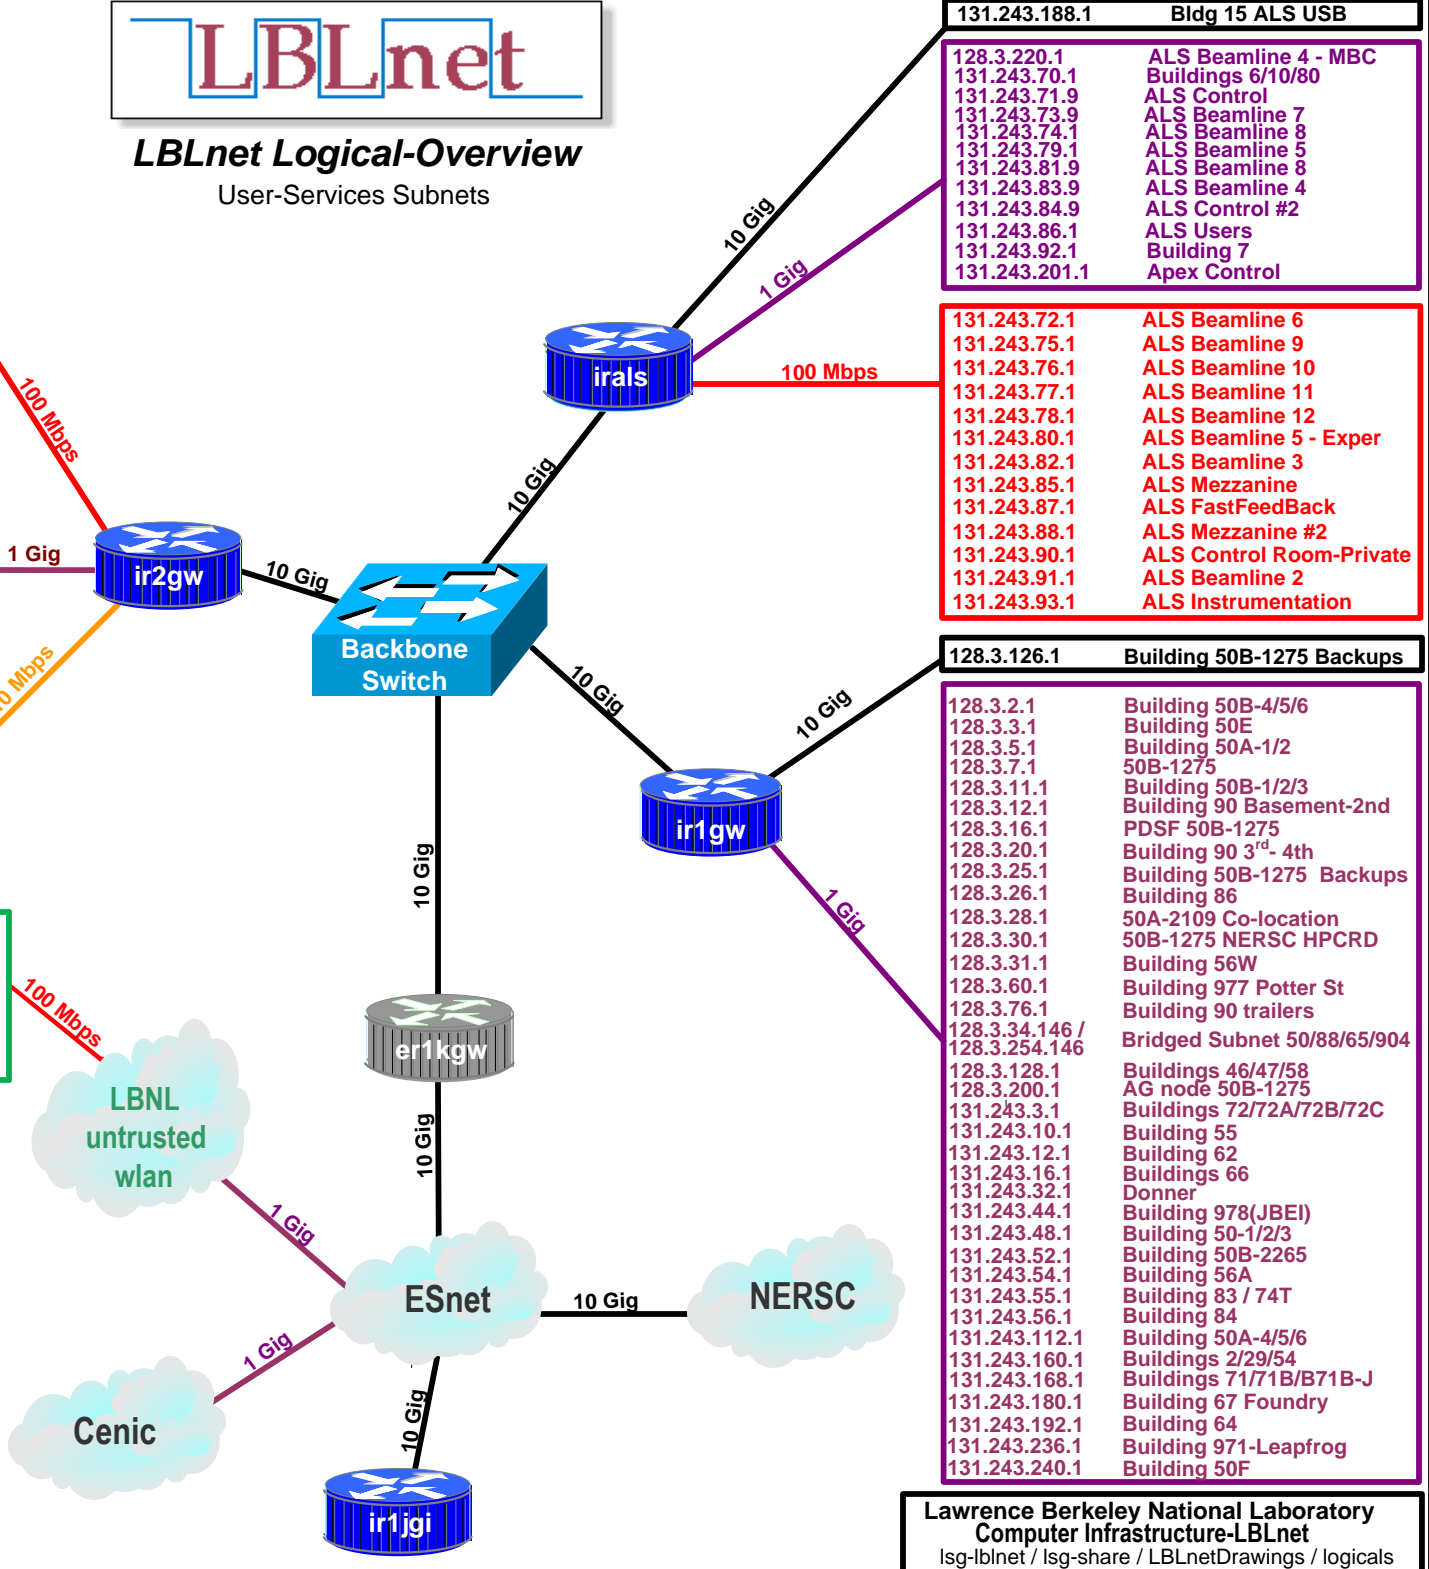 LBLnet
LBLnet Logical-Overview
User-Services Subnets
131.243.188.1 Bldg 15 ALS USB
128.3.220.1 ALS Beamline 4 - MBC
131.243.70.1 Buildings 6/10/80
131.243.71.9 ALS Control
131.243.73.9 ALS Beamline 7
131.243.74.1 ALS Beamline 8
131.243.79.1 ALS Beamline 5
131.243.81.9 ALS Beamline 8
131.243.83.9 ALS Beamline 4
131.243.84.9 ALS Control #2
131.243.86.1 ALS Users
131.243.92.1 Building 7
131.243.201.1 Apex Control
10 Gig
1 Gig
100 Mbps
irals
10 Gig
131.243.72.1 ALS Beamline 6
131.243.75.1 ALS Beamline 9
131.243.76.1 ALS Beamline 10
131.243.77.1 ALS Beamline 11
131.243.78.1 ALS Beamline 12
131.243.80.1 ALS Beamline 5 - Exper
131.243.82.1 ALS Beamline 3
131.243.85.1 ALS Mezzanine
131.243.87.1 ALS FastFeedBack
131.243.88.1 ALS Mezzanine #2
131.243.90.1 ALS Control Room-Private
131.243.91.1 ALS Beamline 2
131.243.93.1 ALS Instrumentation
100 Mbps
1 Gig
ir2gw
10 Gig
Mbps
Backbone
Switch
10 Gig
10 Gig
ir1gw
1 Gig
128.3.126.1 Building 50B-1275 Backups
128.3.2.1 Building 50B-4/5/6
128.3.3.1 Building 50E
128.3.5.1 Building 50A-1/2
128.3.7.1 50B-1275
128.3.11.1 Building 50B-1/2/3
128.3.12.1 Building 90 Basement-2nd
128.3.16.1 PDSF 50B-1275
128.3.20.1 Building 90 3rd- 4th
128.3.25.1 Building 50B-1275 Backups
128.3.26.1 Building 86
128.3.28.1 50A-2109 Co-location
128.3.30.1 50B-1275 NERSC HPCRD
128.3.31.1 Building 56W
128.3.60.1 Building 977 Potter St
128.3.76.1 Building 90 trailers
128.3.34.146 /
128.3.254.146 Bridged Subnet 50/88/65/904
128.3.128.1 Buildings 46/47/58
128.3.200.1 AG node 50B-1275
131.243.3.1 Buildings 72/72A/72B/72C
131.243.10.1 Building 55
131.243.12.1 Building 62
131.243.16.1 Buildings 66
131.243.32.1 Donner
131.243.44.1 Building 978(JBEI)
131.243.48.1 Building 50-1/2/3
131.243.52.1 Building 50B-2265
131.243.54.1 Building 56A
131.243.55.1 Building 83 / 74T
131.243.56.1 Building 84
131.243.112.1 Building 50A-4/5/6
131.243.160.1 Buildings 2/29/54
131.243.168.1 Buildings 71/71B/B71B-J
131.243.180.1 Building 67 Foundry
131.243.192.1 Building 64
131.243.236.1 Building 971-Leapfrog
131.243.240.1 Building 50F
10 Gig
er1kgw
10 Gig
100 Mbps
LBNL
untrusted
wlan
1 Gig
ESnet
10 Gig
NERSC
1 Gig
Cenic
10 Gig
ir1jgi
Lawrence Berkeley National Laboratory
Computer Infrastructure-LBLnet
lsg-lblnet / lsg-share / LBLnetDrawings / logicals